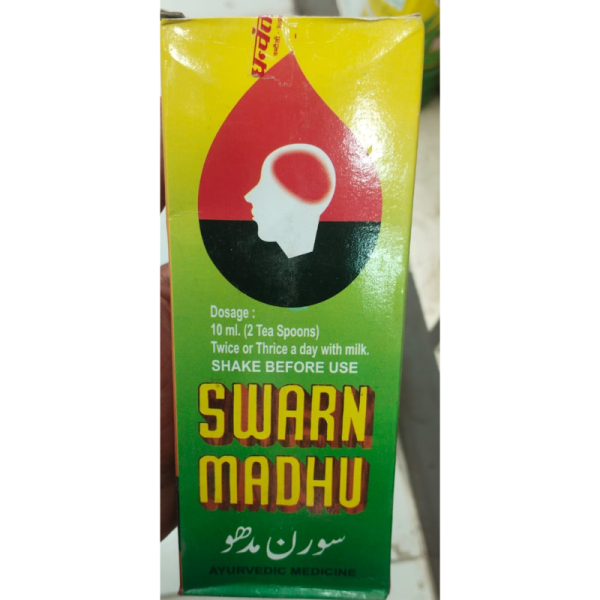 Dosage :
10 ml. (2 Tea Spoons)
Twice or Thrice a day with milk.
SHAKE BEFORE USE
SWARN
MADHU
سورن مدھو
AYURVEDIC MEDICINE